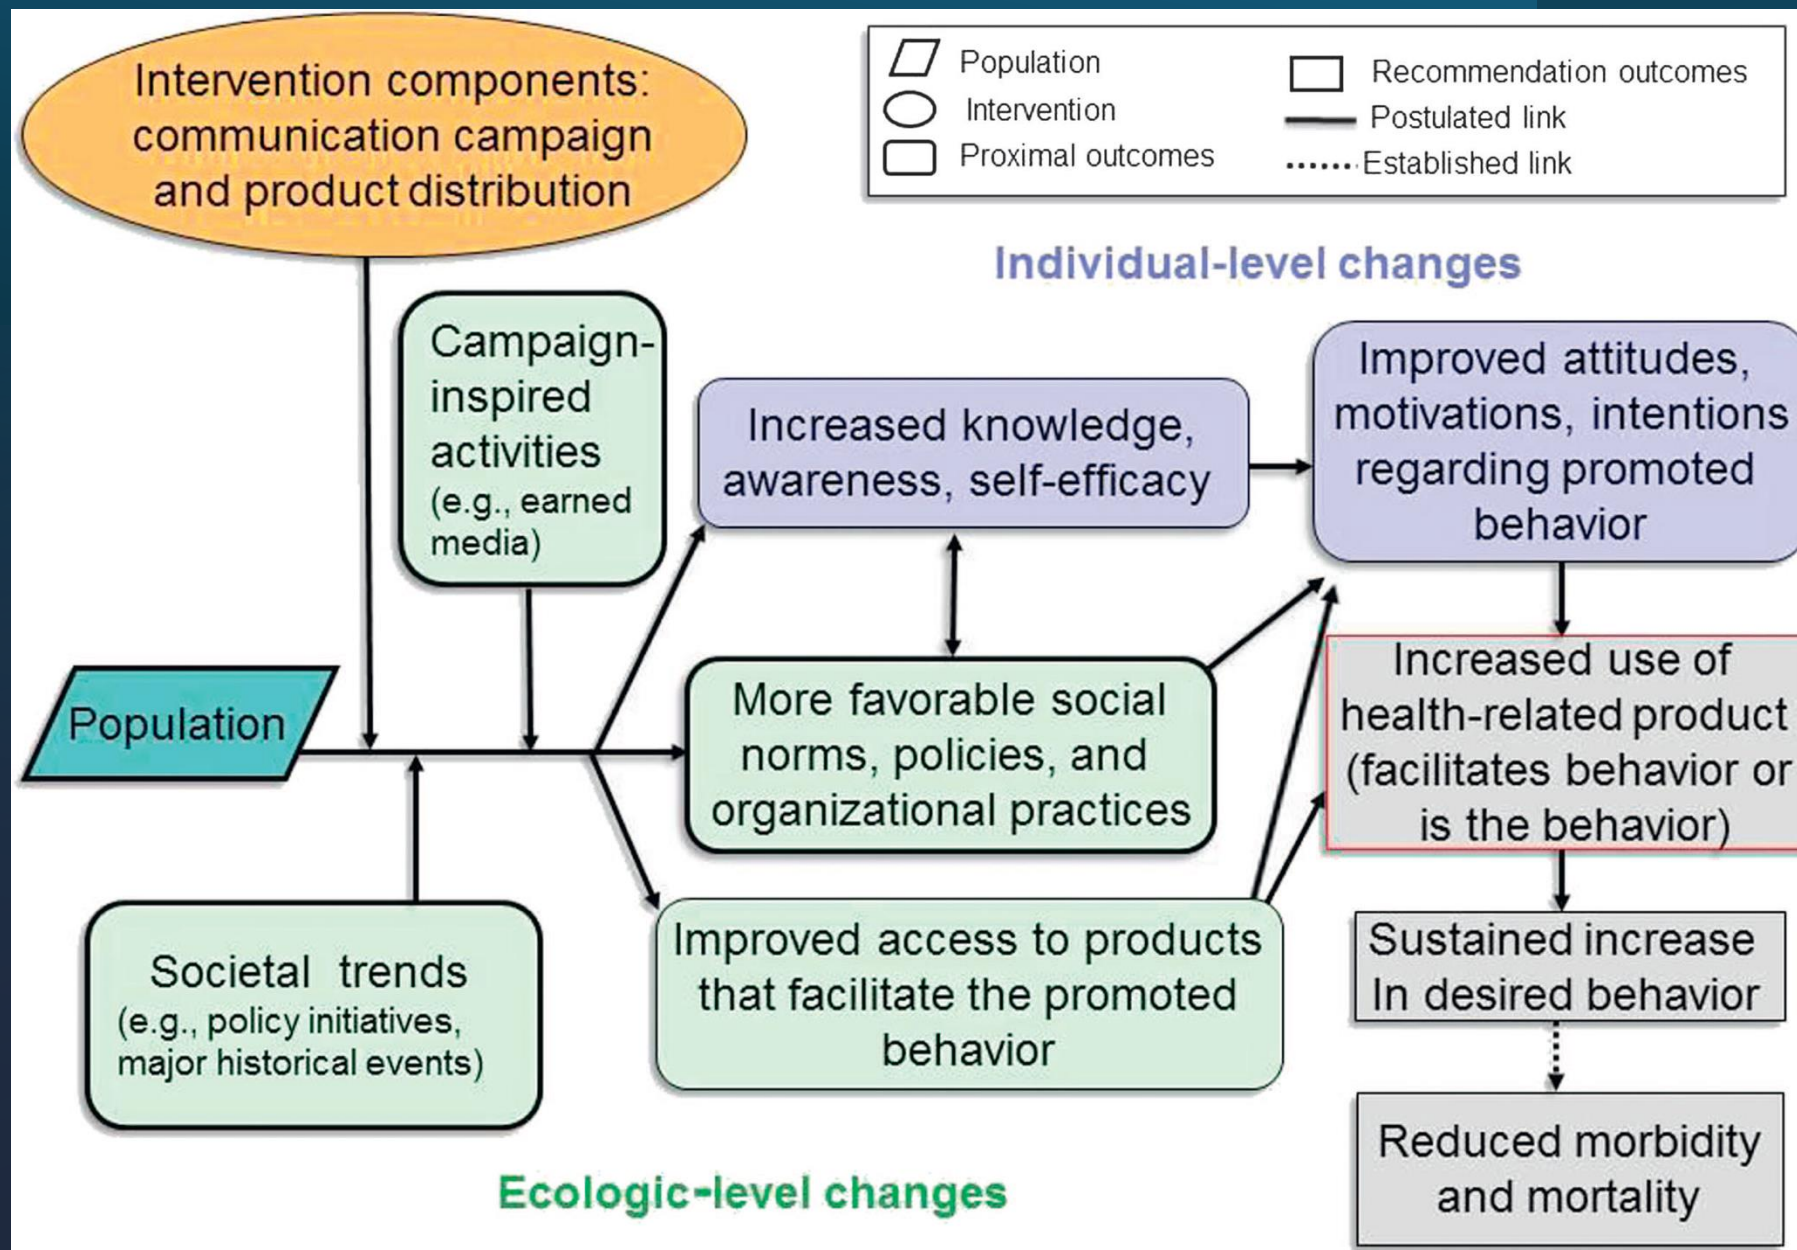 Intervention components:
communication campaign
and product distribution
Population
Intervention
Proximal outcomes
Recommendation outcomes
Postulated link
Established link
Individual-level changes
Campaign-
inspired
activities
(e.g., earned
media)
Increased knowledge,
awareness, self-efficacy
Improved attitudes,
motivations, intentions
regarding promoted
behavior
Population
More favorable social
norms, policies, and
organizational practices
Increased use of
health-related product
(facilitates behavior or
is the behavior)
Societal trends
(e.g., policy initiatives,
major historical events)
Improved access to products
that facilitate the promoted
behavior
Sustained increase
In desired behavior
Reduced morbidity
and mortality
Ecologic-level changes